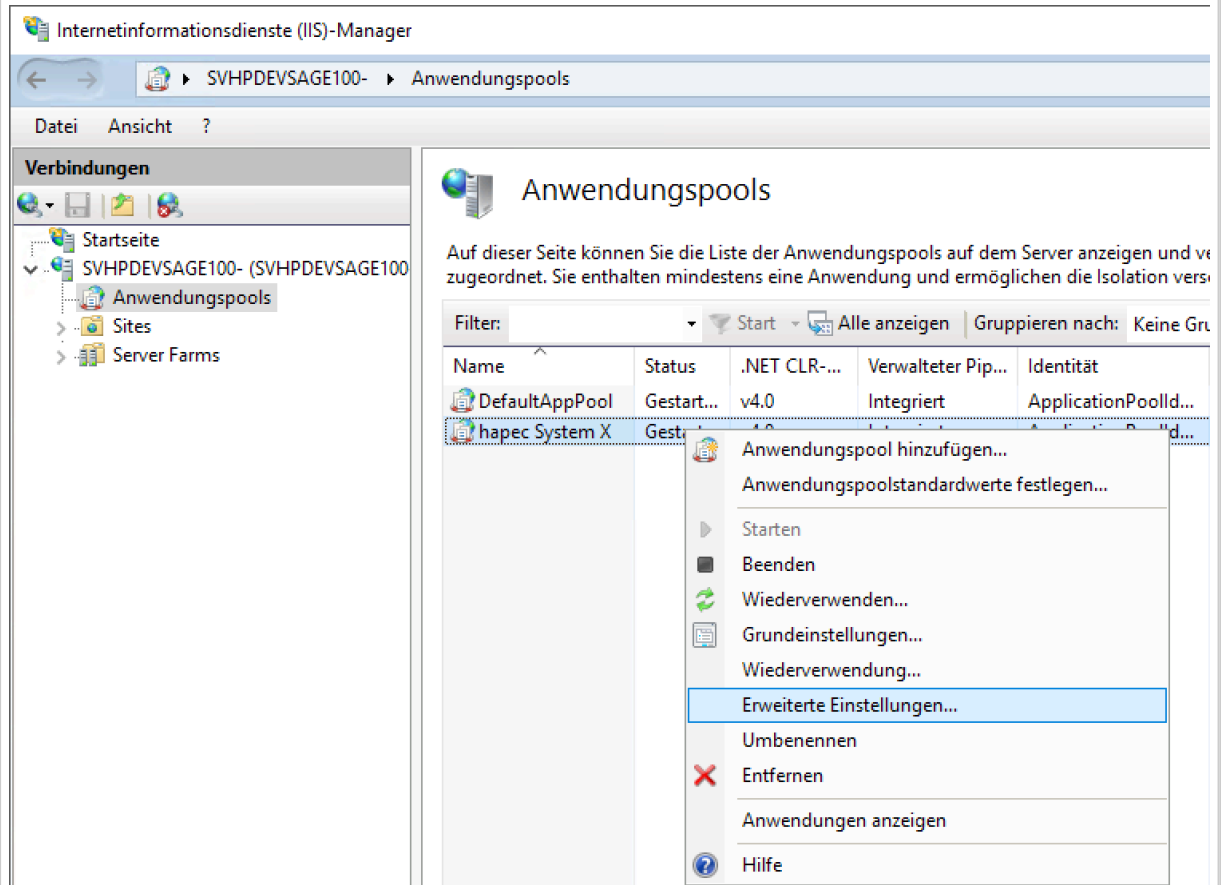 Internetinformationsdienste (IIS)-Manager
SVHPDEVSAGE100- Anwendungspools
Datei Ansicht ?
Verbindungen
Startseite
SVHPDEVSAGE100- (SVHPDEVSAGE100
Anwendungspools
Sites
Server Farms
Anwendungspools
Auf dieser Seite können Sie die Liste der Anwendungspools auf dem Server anzeigen und ve
zugeordnet. Sie enthalten mindestens eine Anwendung und ermöglichen die Isolation vers
Filter: Start Alle anzeigen Gruppieren nach: Keine Gru
Name Status .NET CLR-... Verwalteter Pip... Identität
DefaultAppPool Gestart... v4.0 Integriert ApplicationPoolId...
hapec System X
Anwendungspool hinzufügen...
Anwendungspoolstandardwerte festlegen...
Starten
Beenden
Wiederverwenden...
Grundeinstellungen...
Wiederverwendung...
Erweiterte Einstellungen...
Umbenennen
Entfernen
Anwendungen anzeigen
Hilfe